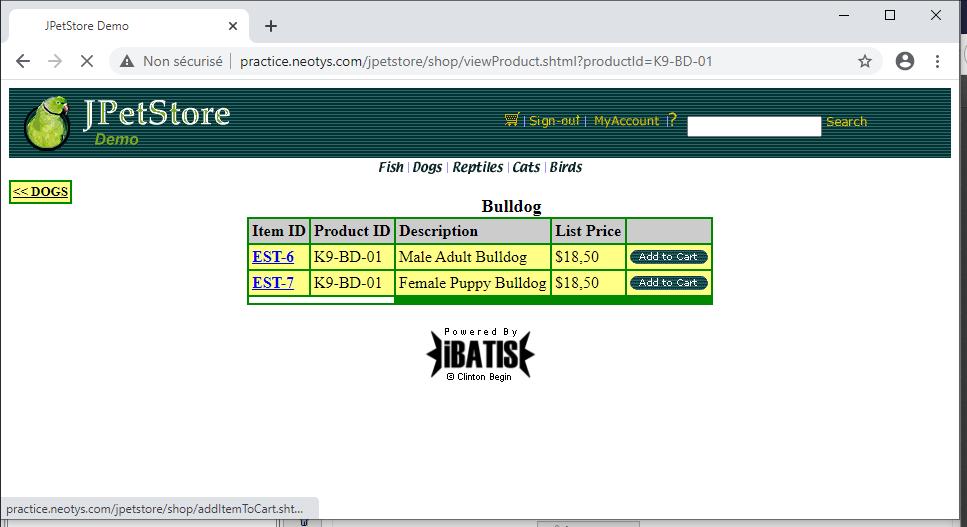 JPetStore Demo
Non sécurisé | practice.neotys.com/jpetstore/shop/viewProduct.shtml?productId=K9-BD-01
JPetStore
Demo
Sign-out | MyAccount | ? Search
Fish | Dogs | Reptiles | Cats | Birds
<< DOGS
Bulldog
Item ID Product ID Description List Price
EST-6 K9-BD-01 Male Adult Bulldog $18,50 Add to Cart
EST-7 K9-BD-01 Female Puppy Bulldog $18,50 Add to Cart
Powered By
iBATIS
© Clinton Begin
practice.neotys.com/jpetstore/shop/addItemToCart.sht...